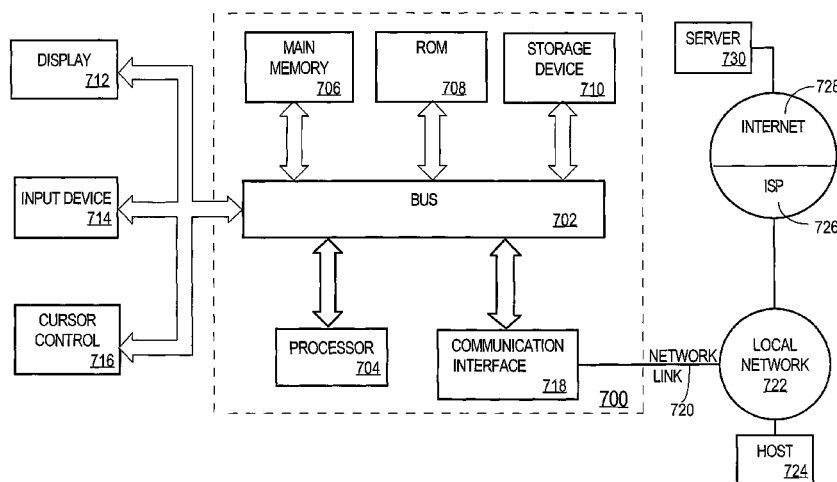 DISPLAY
712
INPUT DEVICE
714
CURSOR
CONTROL
716
MAIN
MEMORY
706
ROM
708
STORAGE
DEVICE
710
BUS
702
PROCESSOR
704
COMMUNICATION
INTERFACE
718
700
NETWORK
LINK
720
SERVER
730
728
INTERNET
ISP
726
LOCAL
NETWORK
722
HOST
724